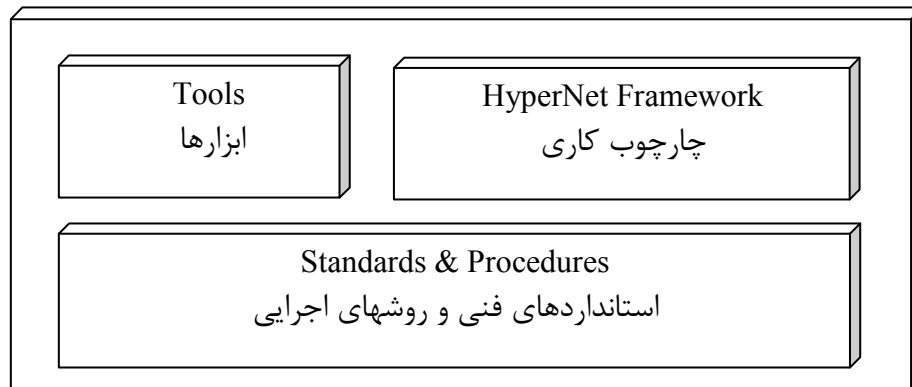 Tools
ابزارها
HyperNet Framework
چارچوب کاری
Standards & Procedures
استانداردهای فنی و روشهای اجرایی